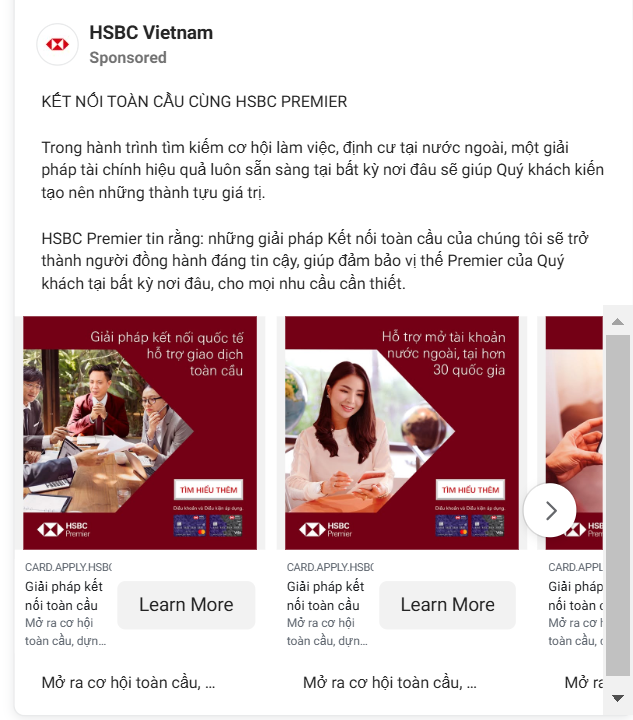 HSBC Vietnam
Sponsored
KẾT NỐI TOÀN CẦU CÙNG HSBC PREMIER
Trong hành trình tìm kiếm cơ hội làm việc, định cư tại nước ngoài, một giải
pháp tài chính hiệu quả luôn sẵn sàng tại bất kỳ nơi đâu sẽ giúp Quý khách kiến
tạo nên những thành tựu giá trị.
HSBC Premier tin rằng: những giải pháp Kết nối toàn cầu của chúng tôi sẽ trở
thành người đồng hành đáng tin cậy, giúp đảm bảo vị thế Premier của Quý
khách tại bất kỳ nơi đâu, cho mọi nhu cầu cần thiết.
Giải pháp kết nối quốc tế
hỗ trợ giao dịch
toàn cầu
TÌM HIỂU THÊM
Điều khoản và Điều kiện áp dụng.
HSBC
Premier
CARD.APPLY.HSBC
Giải pháp kết
nối toàn cầu
Mở ra cơ hội
toàn cầu, dựn...
Learn More
Mở ra cơ hội toàn cầu, ...
Hỗ trợ mở tài khoản
nước ngoài, tại hơn
30 quốc gia
TÌM HIỂU THÊM
Điều khoản và Điều kiện áp dụng.
HSBC
Premier
CARD.APPLY.HSBC
Giải pháp kết
nối toàn cầu
Mở ra cơ hội
toàn cầu, dựn...
Learn More
Mở ra cơ hội toàn cầu, ...
HS
Premier
CARD.APPL
Giải pháp
nối toàn
Mở ra cơ
toàn cầu,
Mở ra